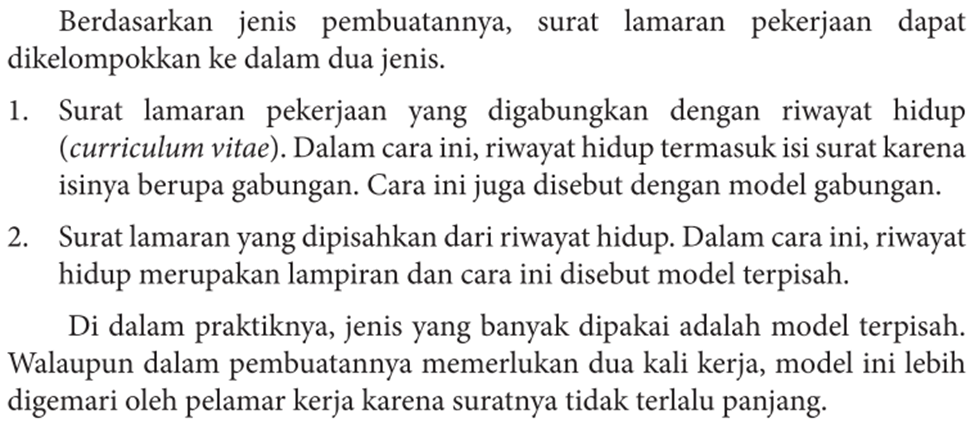 Berdasarkan jenis pembuatannya, surat lamaran pekerjaan dapat
dikelompokkan ke dalam dua jenis.
1. Surat lamaran pekerjaan yang digabungkan dengan riwayat hidup
(curriculum vitae). Dalam cara ini, riwayat hidup termasuk isi surat karena
isinya berupa gabungan. Cara ini juga disebut dengan model gabungan.
2. Surat lamaran yang dipisahkan dari riwayat hidup. Dalam cara ini, riwayat
hidup merupakan lampiran dan cara ini disebut model terpisah.
Di dalam praktiknya, jenis yang banyak dipakai adalah model terpisah.
Walaupun dalam pembuatannya memerlukan dua kali kerja, model ini lebih
digemari oleh pelamar kerja karena suratnya tidak terlalu panjang.